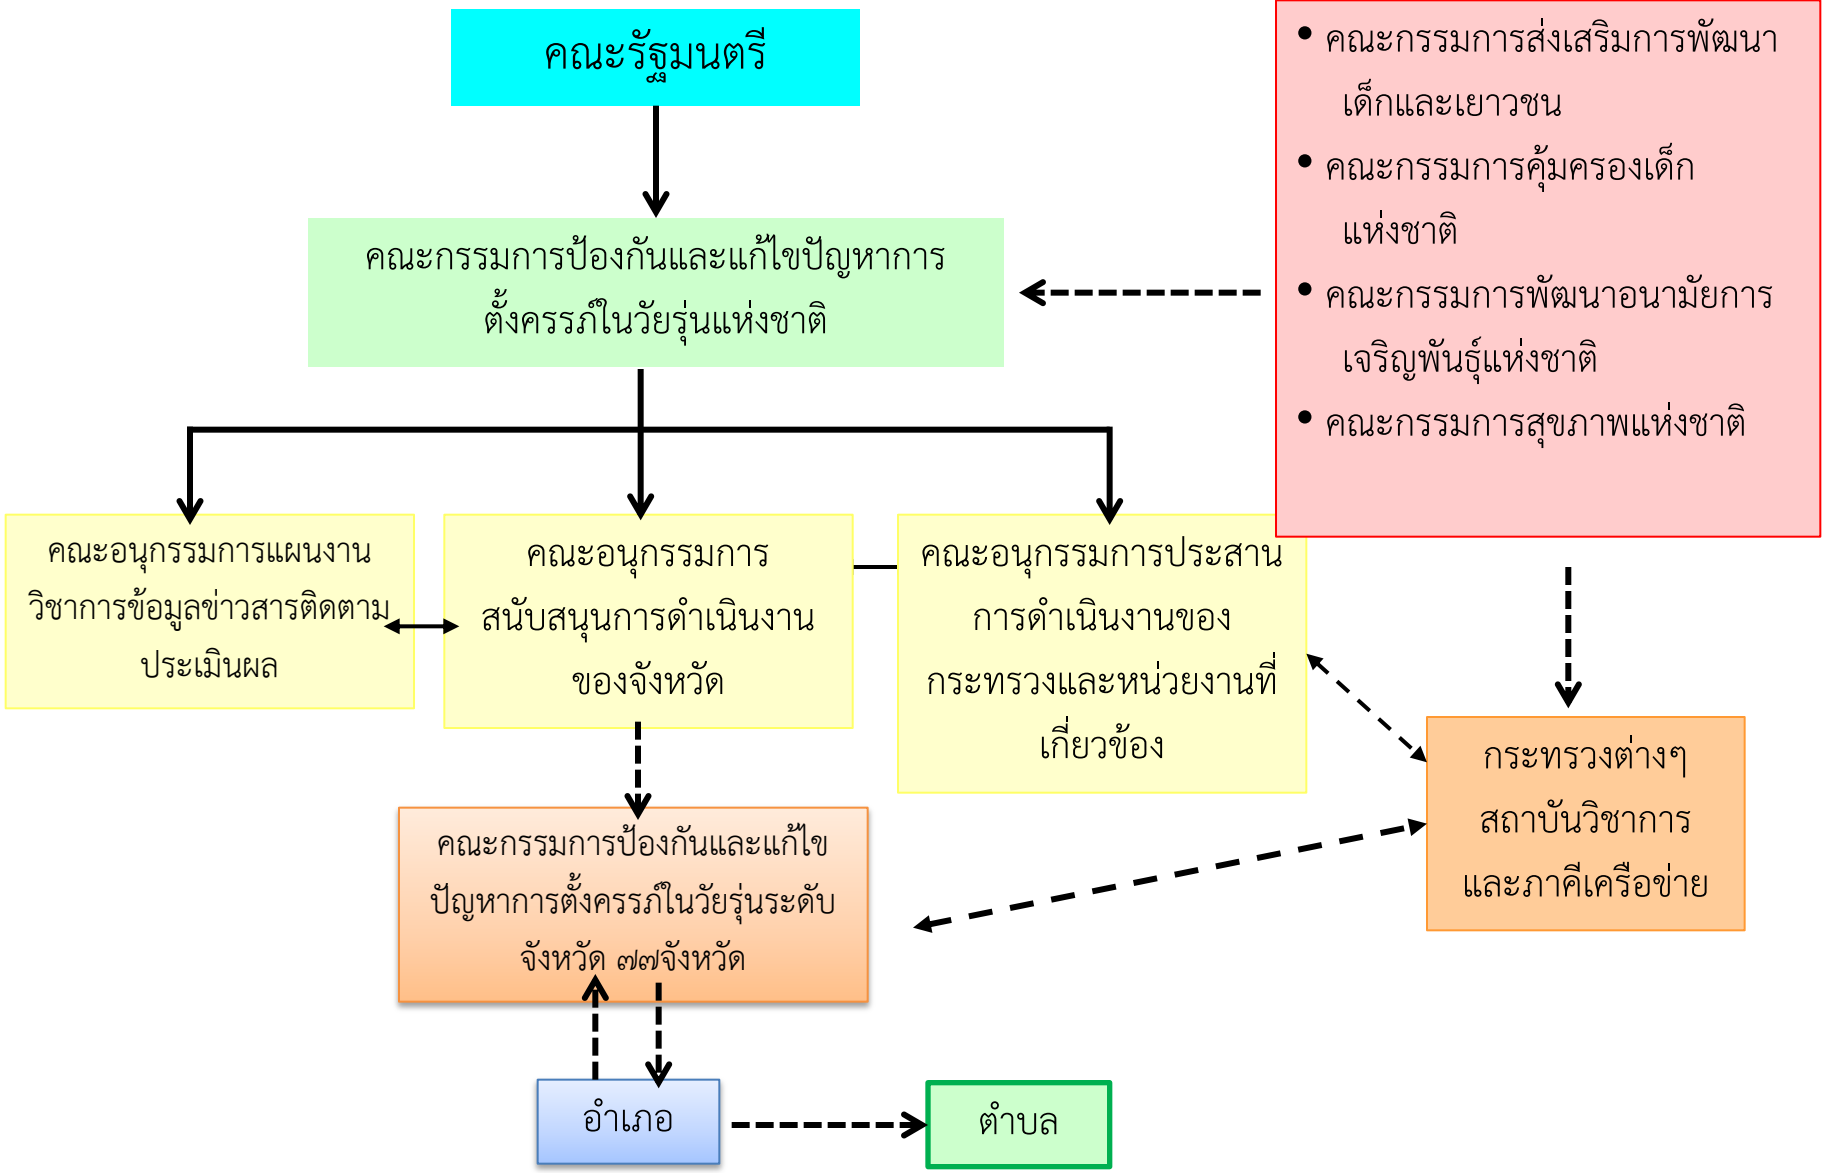 คณะรัฐมนตรี
• คณะกรรมการส่งเสริมการพัฒนา
เด็กและเยาวชน
• คณะกรรมการคุ้มครองเด็ก
แห่งชาติ
• คณะกรรมการพัฒนาอนามัยการ
เจริญพันธุ์แห่งชาติ
• คณะกรรมการสุขภาพแห่งชาติ
คณะกรรมการป้องกันและแก้ไขปัญหาการ
ตั้งครรภ์ในวัยรุ่นแห่งชาติ
คณะอนุกรรมการแผนงาน
วิชาการข้อมูลข่าวสารติดตาม
ประเมินผล
คณะอนุกรรมการ
สนับสนุนการดำเนินงาน
ของจังหวัด
คณะอนุกรรมการประสาน
การดำเนินงานของ
กระทรวงและหน่วยงานที่
เกี่ยวข้อง
กระทรวงต่างๆ
สถาบันวิชาการ
และภาคีเครือข่าย
คณะกรรมการป้องกันและแก้ไข
ปัญหาการตั้งครรภ์ในวัยรุ่นระดับ
จังหวัด ๗๗จังหวัด
อำเภอ
ตำบล